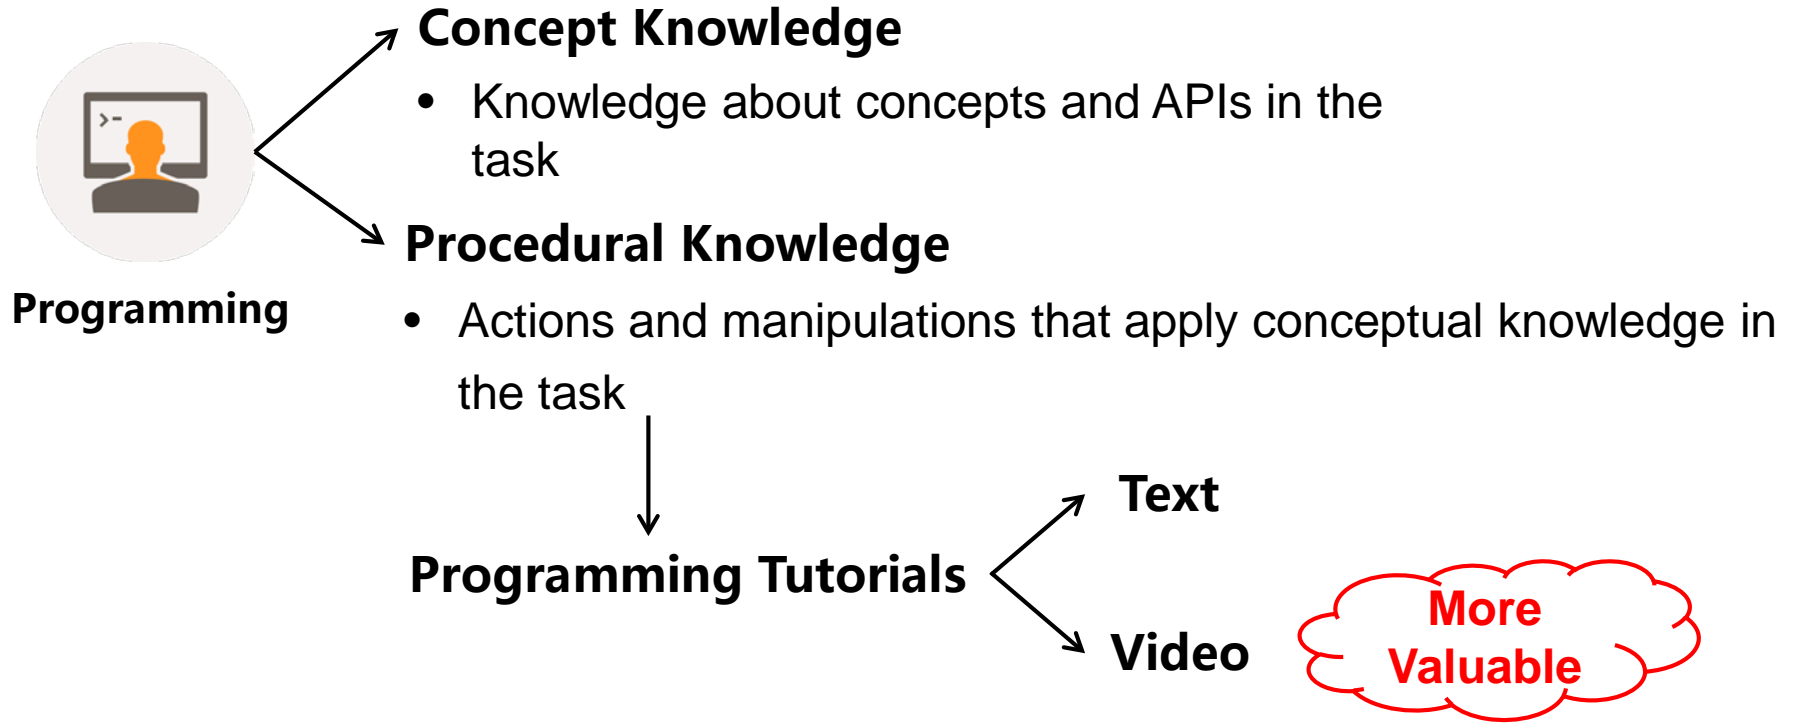 Concept Knowledge
• Knowledge about concepts and APIs in the
task
>-
Procedural Knowledge
Programming
• Actions and manipulations that apply conceptual knowledge in
the task
Text
Programming Tutorials
Video
More
Valuable